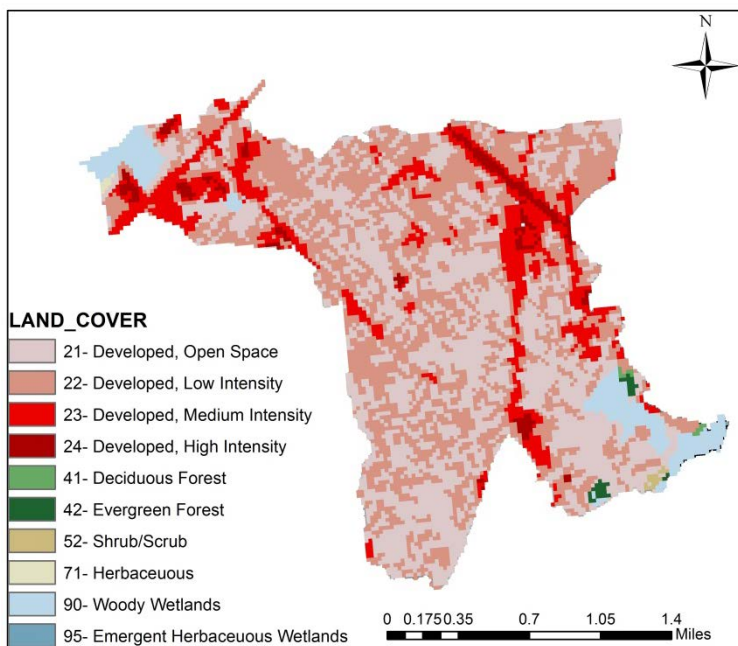 N
LAND_COVER
21- Developed, Open Space
22- Developed, Low Intensity
23- Developed, Medium Intensity
24- Developed, High Intensity
41- Deciduous Forest
42- Evergreen Forest
52- Shrub/Scrub
71- Herbaceuous
90- Woody Wetlands
95- Emergent Herbaceuous Wetlands
0 0.175 0.35 0.7 1.05 1.4
Miles